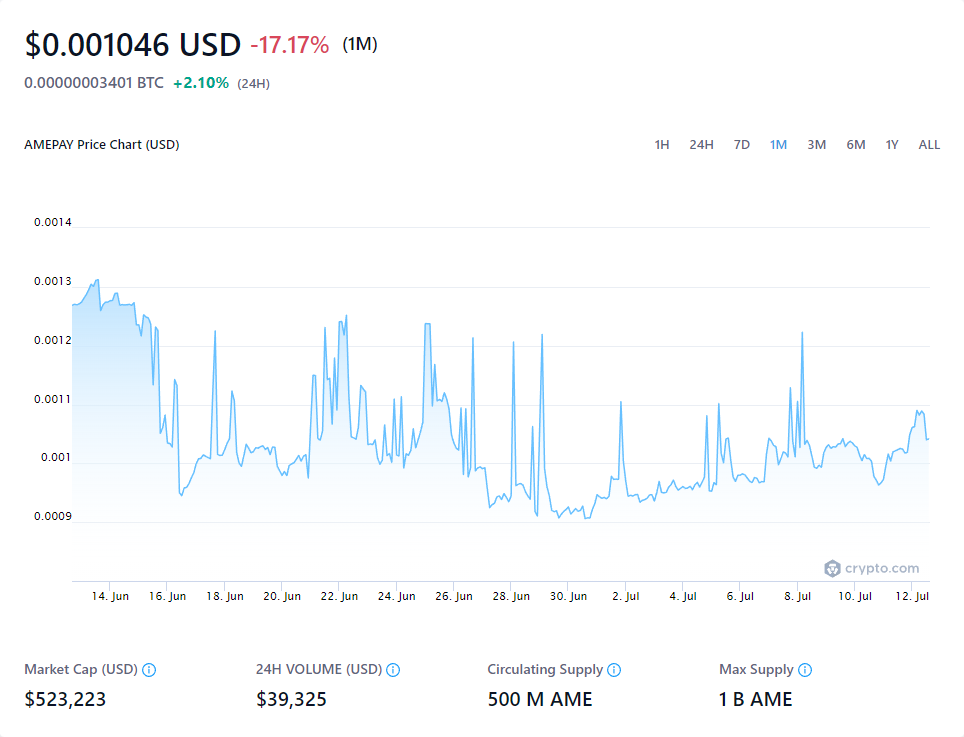 $0.001046 USD -17.17% (1M)
0.00000003401 BTC +2.10% (24H)
AMEPAY Price Chart (USD) 1H 24H 7D 1M 3M 6M 1Y ALL
0.0014
0.0013
0.0012
0.0011
0.001
0.0009
crypto.com
14. Jun 16. Jun 18. Jun 20. Jun 22. Jun 24. Jun 26. Jun 28. Jun 30. Jun 2. Jul 4. Jul 6. Jul 8. Jul 10. Jul 12. Jul
Market Cap (USD) 24H VOLUME (USD) Circulating Supply Max Supply
$523,223 $39,325 500 M AME 1 B AME